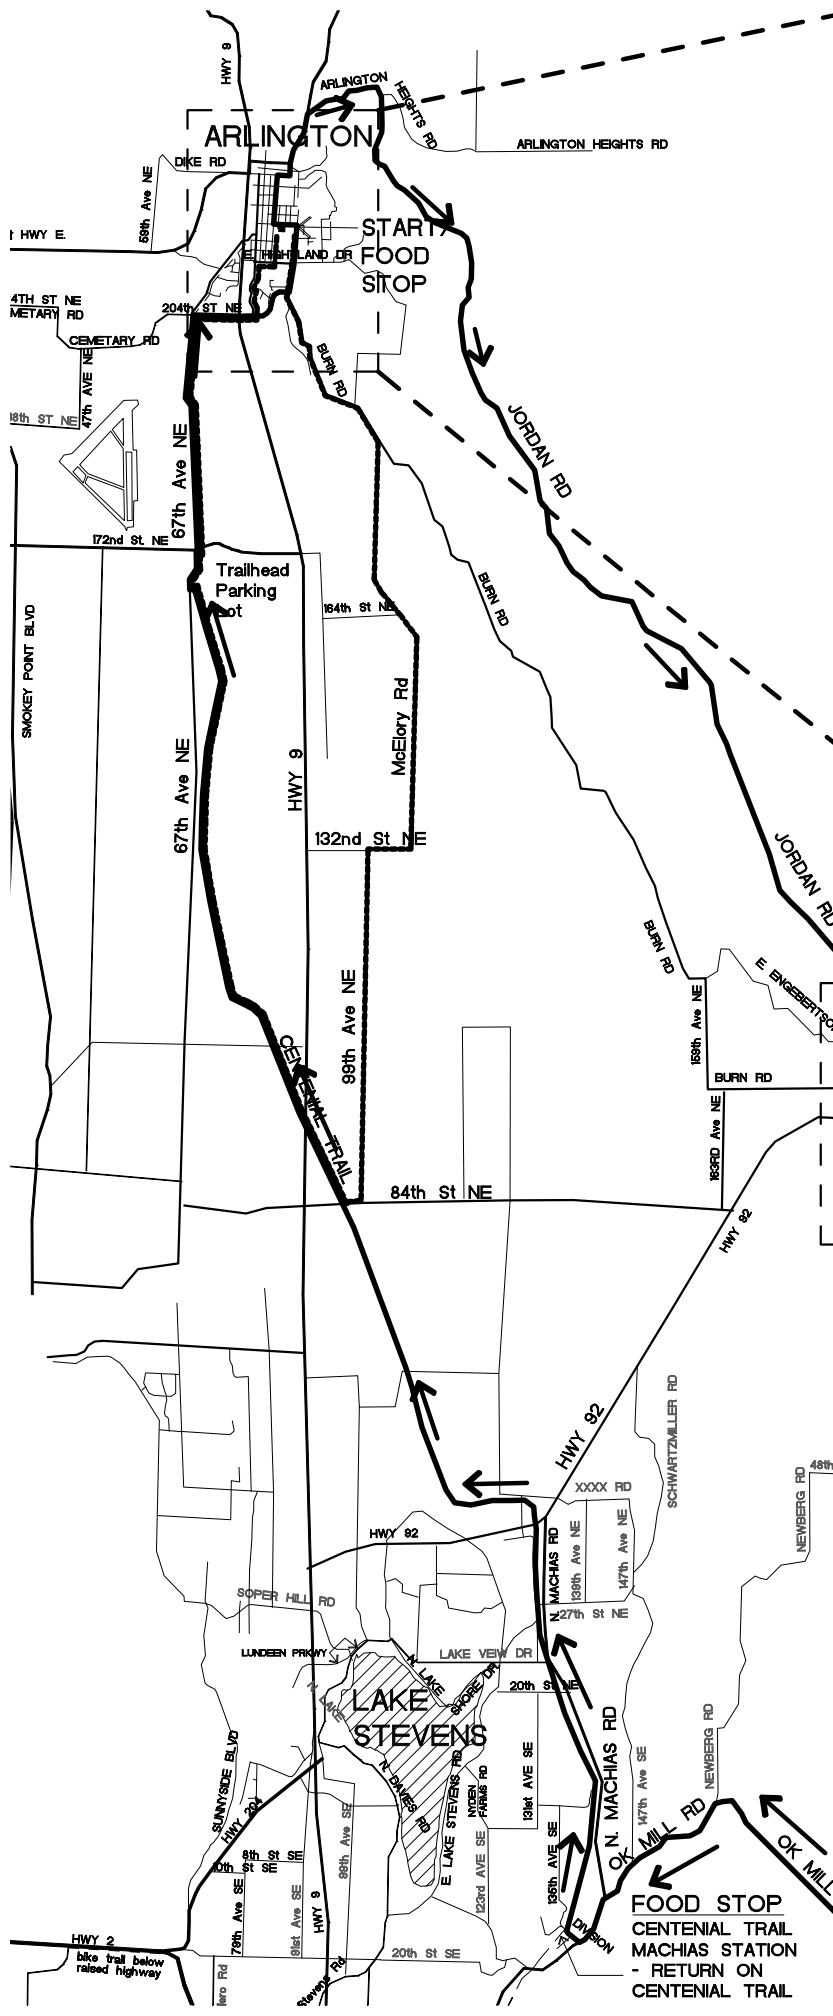 HWY 9
ARLINGTON
HEIGHTS RD
ARLINGTON HEIGHTS RD
ARLINGTON
DIKE RD
59th Ave NE
START/
FOOD
STOP
HWY E.
E. HIGHLAND DR
4TH ST NE
METARY RD
204th ST NE
CEMETARY RD
47th AVE NE
BURN RD
ST NE
67th Ave NE
JORDAN RD
172nd St. NE
Trailhead
Parking
Lot
164th St NE
BURN RD
SMOKEY POINT BLVD
McElory Rd
67th Ave NE
HWY 9
132nd St NE
JORDAN RD
BURN RD
E ENGEBERTSO
99th Ave NE
159th Ave NE
CENTENIAL TRAIL
BURN RD
163RD Ave NE
84th St NE
HWY 92
HWY 92
SCHWARTZMILLER RD
XXXX RD
48th
NEWBERG RD
HWY 92
N. MACHIAS RD
139th Ave NE
147th Ave NE
SOPER HILL RD
27th St NE
LUNDEEN PRKWY
N. LAKE
SHORE DR
LAKE VEIW DR
20th St NE
N. LAKE
LAKE
STEVENS
N. MACHIAS RD
147th Ave SE
NEWBERG RD
SUNNYSIDE BLVD
HWY 204
N. DAVIES RD
E. LAKE STEVENS RD
NYDEN
FARMS RD
131st AVE SE
OK MILL RD
OK MILL
8th St SE
10th St SE
79th Ave SE
91st Ave SE
99th Ave SE
HWY 9
123rd AVE SE
135th AVE SE
DIVISION
FOOD STOP
CENTENIAL TRAIL
MACHIAS STATION
- RETURN ON
CENTENIAL TRAIL
HWY 2
bike trail below
raised highway
20th St SE
Stevens Rd
lero Rd